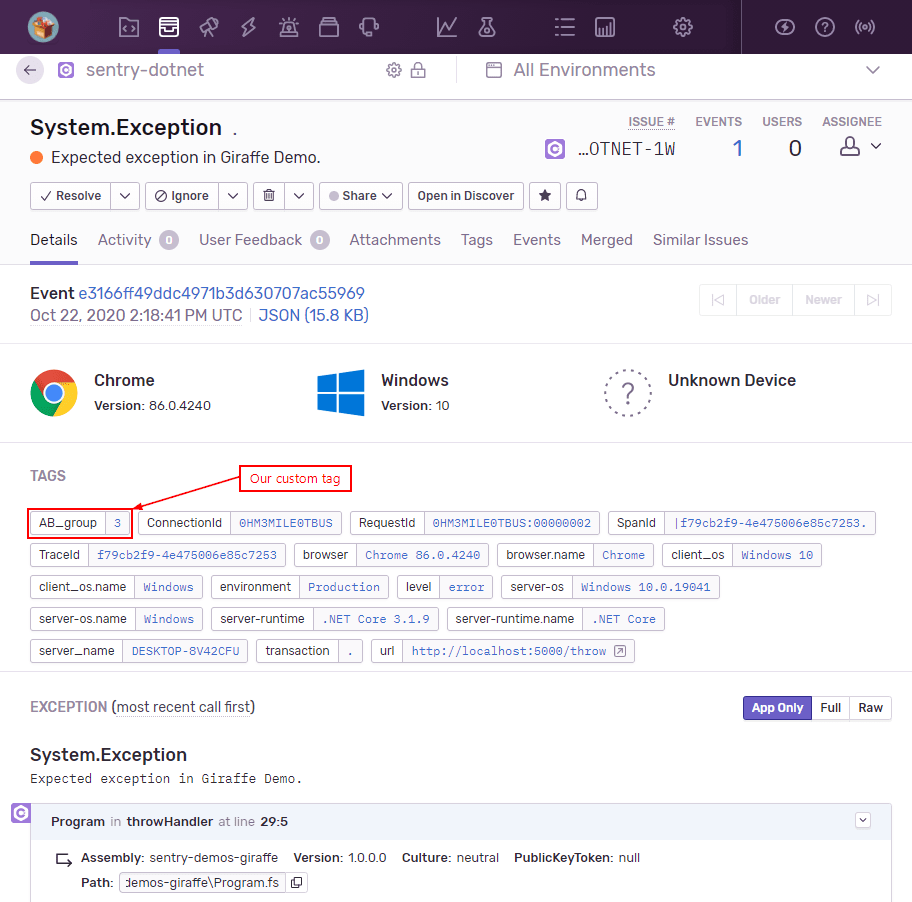 sentry-dotnet
All Environments
System.Exception .
ISSUE # EVENTS USERS ASSIGNEE
Expected exception in Giraffe Demo.
...OTNET-1W 1 0
Resolve Ignore Share Open in Discover
Details Activity 0 User Feedback 0 Attachments Tags Events Merged Similar Issues
Event e3166ff49ddc4971b3d630707ac55969
Older Newer
Oct 22, 2020 2:18:41 PM UTC JSON (15.8 KB)
Chrome Windows Unknown Device
?
Version: 86.0.4240 Version: 10
TAGS
Our custom tag
AB_group 3 ConnectionId 0HM3MILE0TBUS RequestId 0HM3MILE0TBUS:00000002 SpanId |f79cb2f9-4e475006e85c7253.
TraceId f79cb2f9-4e475006e85c7253 browser Chrome 86.0.4240 browser.name Chrome client_os Windows 10
client_os.name Windows environment Production level error server-os Windows 10.0.19041
server-os.name Windows server-runtime .NET Core 3.1.9 server-runtime.name .NET Core
server_name DESKTOP-8V42CFU transaction . url http://localhost:5000/throw
EXCEPTION (most recent call first)
App Only Full Raw
System.Exception
Expected exception in Giraffe Demo.
Program in throwHandler at line 29:5
Assembly: sentry-demos-giraffe Version: 1.0.0.0 Culture: neutral PublicKeyToken: null
Path: demos-giraffe\Program.fs